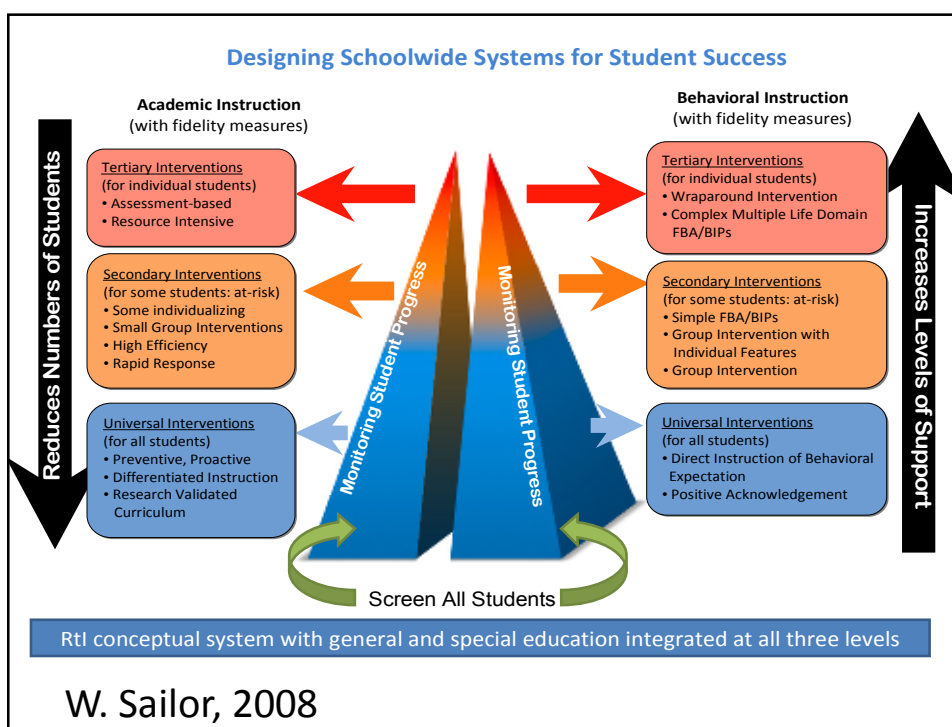 Designing Schoolwide Systems for Student Success
Academic Instruction
(with fidelity measures)
Behavioral Instruction
(with fidelity measures)
Reduces Numbers of Students
Tertiary Interventions
(for individual students)
• Assessment-based
• Resource Intensive
Secondary Interventions
(for some students: at-risk)
• Some individualizing
• Small Group Interventions
• High Efficiency
• Rapid Response
Universal Interventions
(for all students)
• Preventive, Proactive
• Differentiated Instruction
• Research Validated
Curriculum
Monitoring Student Progress
Monitoring Student Progress
Tertiary Interventions
(for individual students)
• Wraparound Intervention
• Complex Multiple Life Domain
FBA/BIPs
Secondary Interventions
(for some students: at-risk)
• Simple FBA/BIPs
• Group Intervention with
Individual Features
• Group Intervention
Universal Interventions
(for all students)
• Direct Instruction of Behavioral
Expectation
• Positive Acknowledgement
Increases Levels of Support
Screen All Students
RtI conceptual system with general and special education integrated at all three levels
W. Sailor, 2008